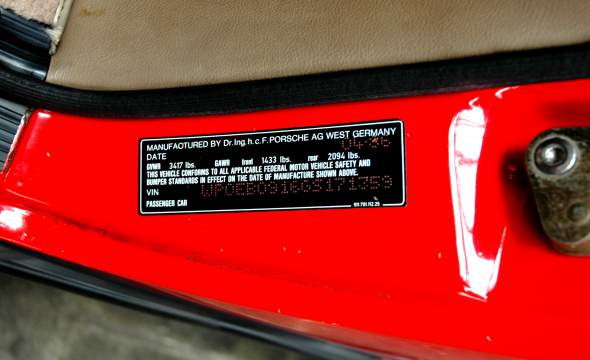 MANUFACTURED BY Dr.Ing.h.c.F.PORSCHE AG WEST GERMANY
DATE 04-86
GVWR 3417 lbs. GAWR front 1433 lbs. rear 2094 lbs.
THIS VEHICLE CONFORMS TO ALL APPLICABLE FEDERAL MOTOR VEHICLE SAFETY AND
BUMPER STANDARDS IN EFFECT ON THE DATE OF MANUFACTURE SHOWN ABOVE.
VIN WP0EB0916GS171359
PASSENGER CAR